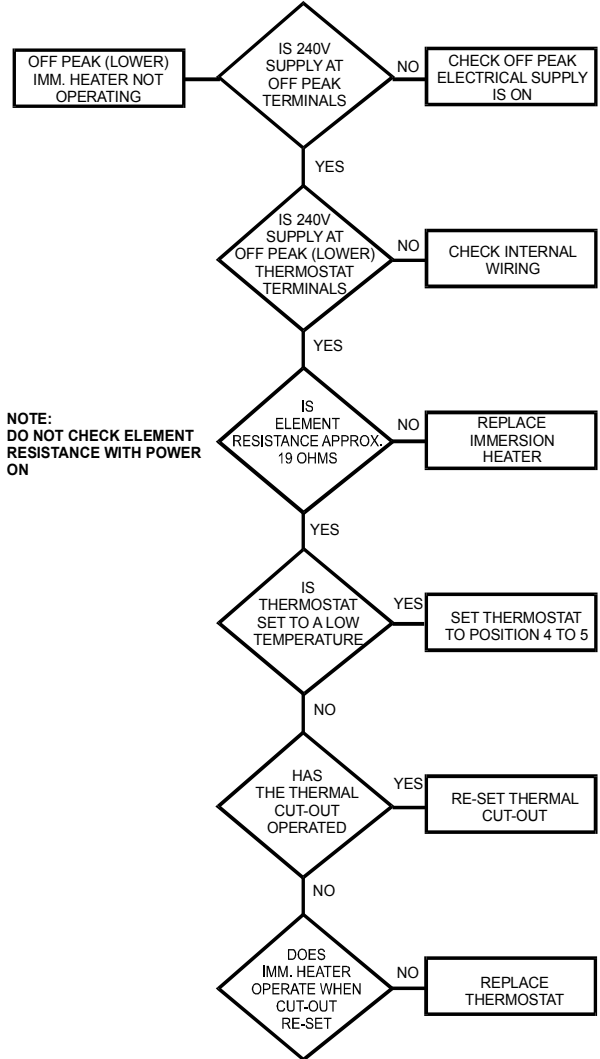 OFF PEAK (LOWER)
IMM. HEATER NOT
OPERATING
IS 240V
SUPPLY AT
OFF PEAK
TERMINALS
NO
CHECK OFF PEAK
ELECTRICAL SUPPLY
IS ON
YES
IS 240V
SUPPLY AT
OFF PEAK (LOWER)
THERMOSTAT
TERMINALS
NO
CHECK INTERNAL
WIRING
YES
NOTE:
DO NOT CHECK ELEMENT
RESISTANCE WITH POWER
ON
IS
ELEMENT
RESISTANCE APPROX.
19 OHMS
NO
REPLACE
IMMERSION
HEATER
YES
IS
THERMOSTAT
SET TO A LOW
TEMPERATURE
YES
SET THERMOSTAT
TO POSITION 4 TO 5
NO
HAS
THE THERMAL
CUT-OUT
OPERATED
YES
RE-SET THERMAL
CUT-OUT
NO
DOES
IMM. HEATER
OPERATE WHEN
CUT-OUT
RE-SET
NO
REPLACE
THERMOSTAT